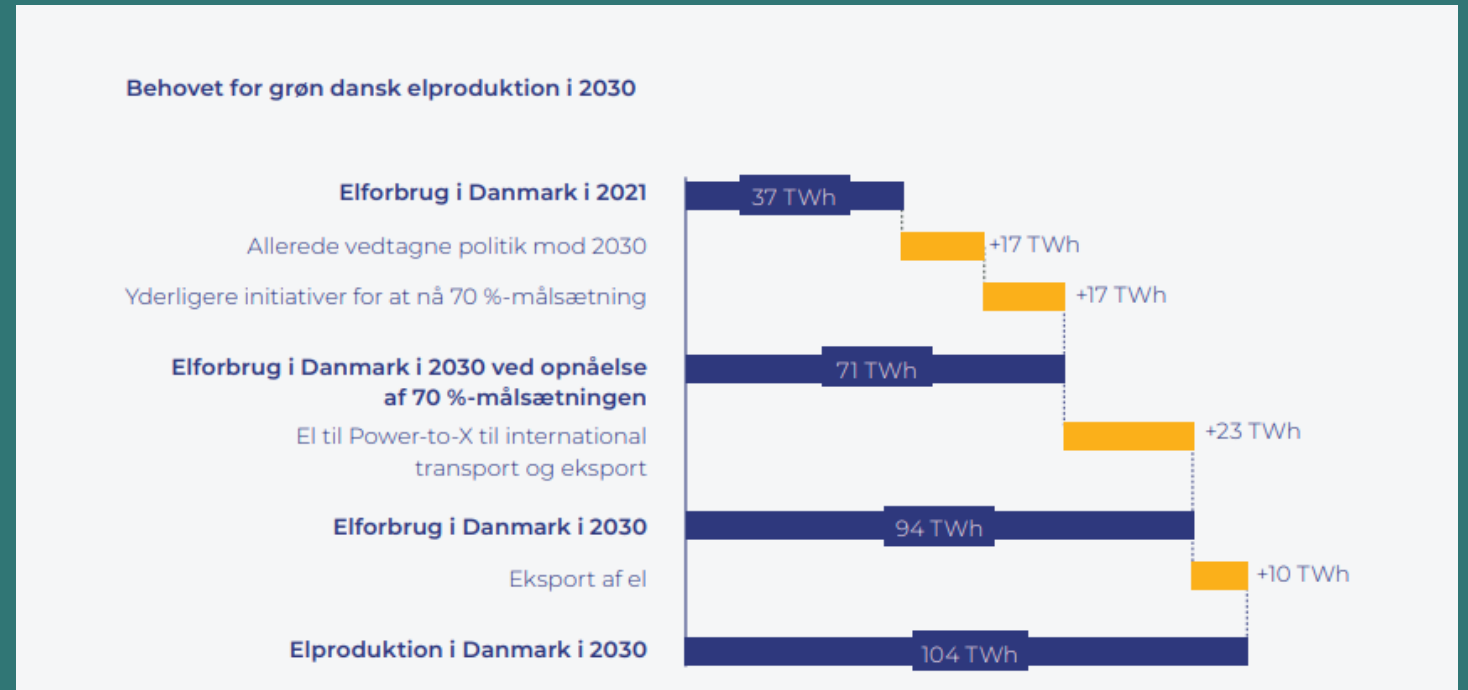 Behovet for grøn dansk elproduktion i 2030
Elforbrug i Danmark i 2021
37 TWh
Allerede vedtagne politik mod 2030
+17 TWh
Yderligere initiativer for at nå 70 %-målsætning
+17 TWh
Elforbrug i Danmark i 2030 ved opnåelse
af 70 %-målsætningen
71 TWh
El til Power-to-X til international
transport og eksport
+23 TWh
Elforbrug i Danmark i 2030
94 TWh
Eksport af el
+10 TWh
Elproduktion i Danmark i 2030
104 TWh